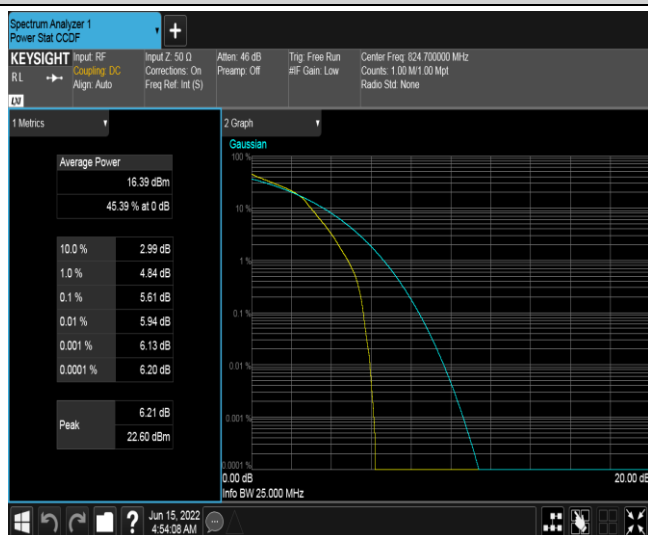 Spectrum Analyzer 1
Power Stat CCDF
+
KEYSIGHT
RL
LXI
Input: RF
Coupling: DC
Align: Auto
Input Z: 50 Ω
Corrections: On
Freq Ref: Int (S)
Atten: 46 dB
Preamp: Off
Trig: Free Run
#IF Gain: Low
Center Freq: 824.700000 MHz
Counts: 1.00 M/1.00 Mpt
Radio Std: None
1 Metrics
Average Power
16.39 dBm
45.39 % at 0 dB
10.0 % 2.99 dB
1.0 % 4.84 dB
0.1 % 5.61 dB
0.01 % 5.94 dB
0.001 % 6.13 dB
0.0001 % 6.20 dB
Peak
6.21 dB
22.60 dBm
2 Graph
Gaussian
100 %
10 %
1 %
0.1 %
0.01 %
0.001 %
0.0001 %
0.00 dB
20.00 dB
Info BW 25.000 MHz
?
Jun 15, 2022
4:54:08 AM